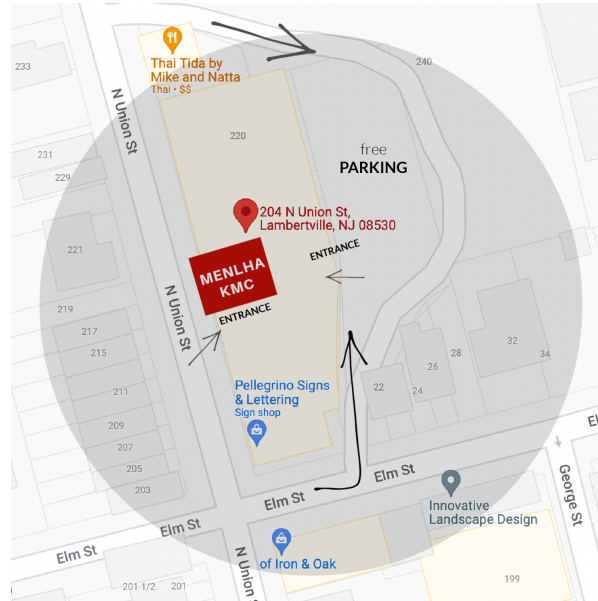 233
Thai Tida by
Mike and Natta
Thai • $$
240
N Union St
220
free
PARKING
231
229
204 N Union St,
Lambertville, NJ 08530
221
ENTRANCE
MENLHA
KMC
ENTRANCE
219
217
215
N Union St
32
34
28
26
24
22
211
Pellegrino Signs
& Lettering
Sign shop
209
207
205
203
El
Elm St
Elm St
George St
Innovative
Landscape Design
Elm St
of Iron & Oak
N Union St
201 1/2
201
199